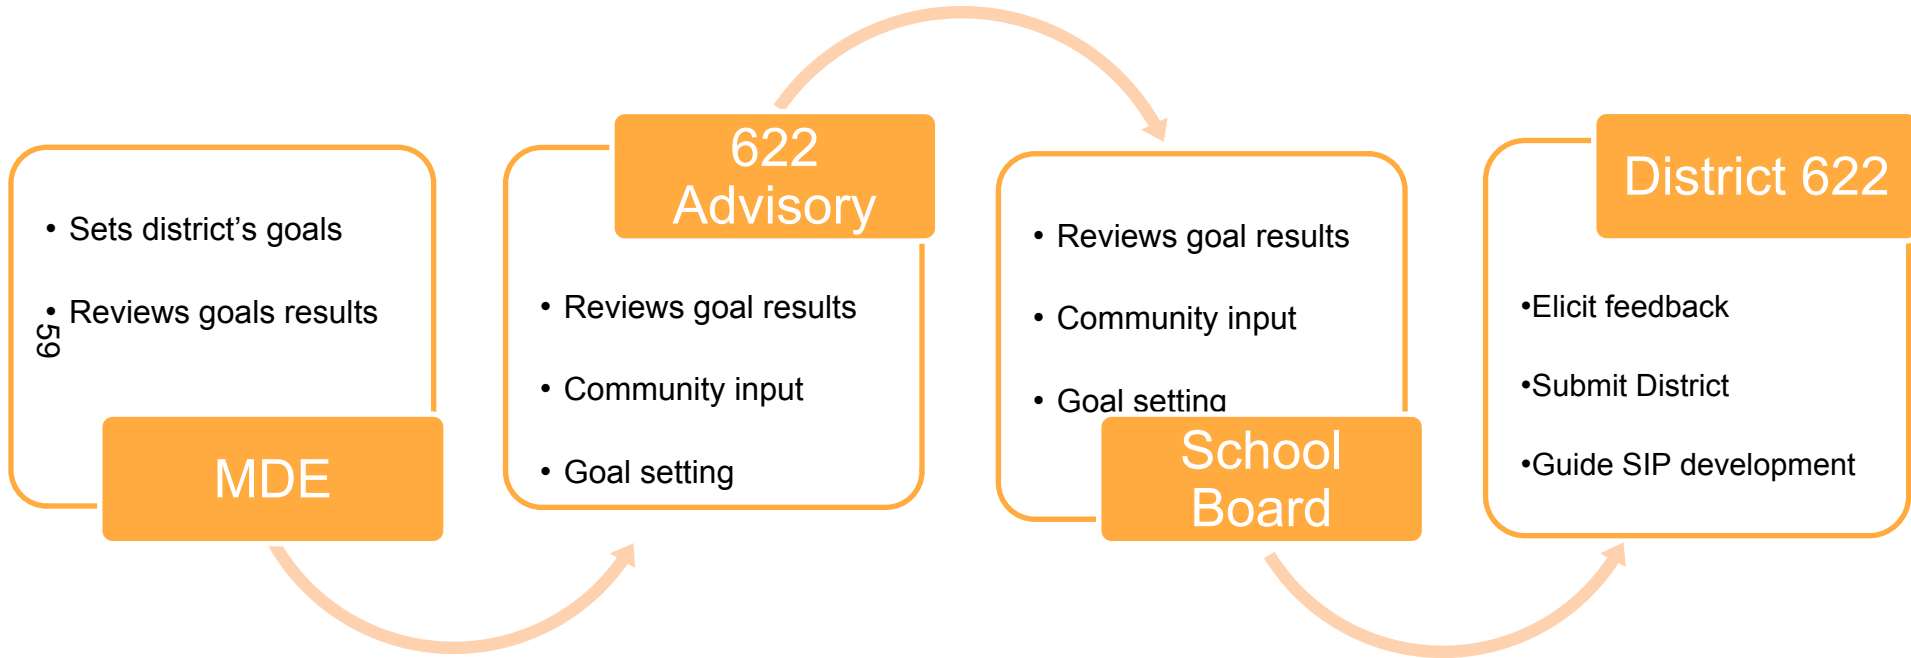 • Sets district’s goals
• Reviews goals results
59
MDE
622
Advisory
• Reviews goal results
• Community input
• Goal setting
• Reviews goal results
• Community input
• Goal setting
School
Board
District 622
•Elicit feedback
•Submit District
•Guide SIP development